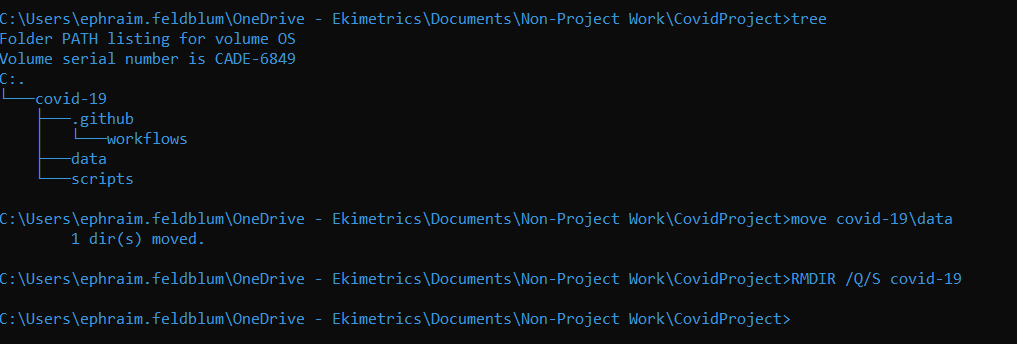 C:\Users\ephraim.feldblum\OneDrive - Ekimetrics\Documents\Non-Project Work\CovidProject>tree
Folder PATH listing for volume OS
Volume serial number is CADE-6849
C:.
└───covid-19
    ├───.github
    │   └───workflows
    ├───data
    └───scripts
C:\Users\ephraim.feldblum\OneDrive - Ekimetrics\Documents\Non-Project Work\CovidProject>move covid-19\data
        1 dir(s) moved.
C:\Users\ephraim.feldblum\OneDrive - Ekimetrics\Documents\Non-Project Work\CovidProject>RMDIR /Q/S covid-19
C:\Users\ephraim.feldblum\OneDrive - Ekimetrics\Documents\Non-Project Work\CovidProject>